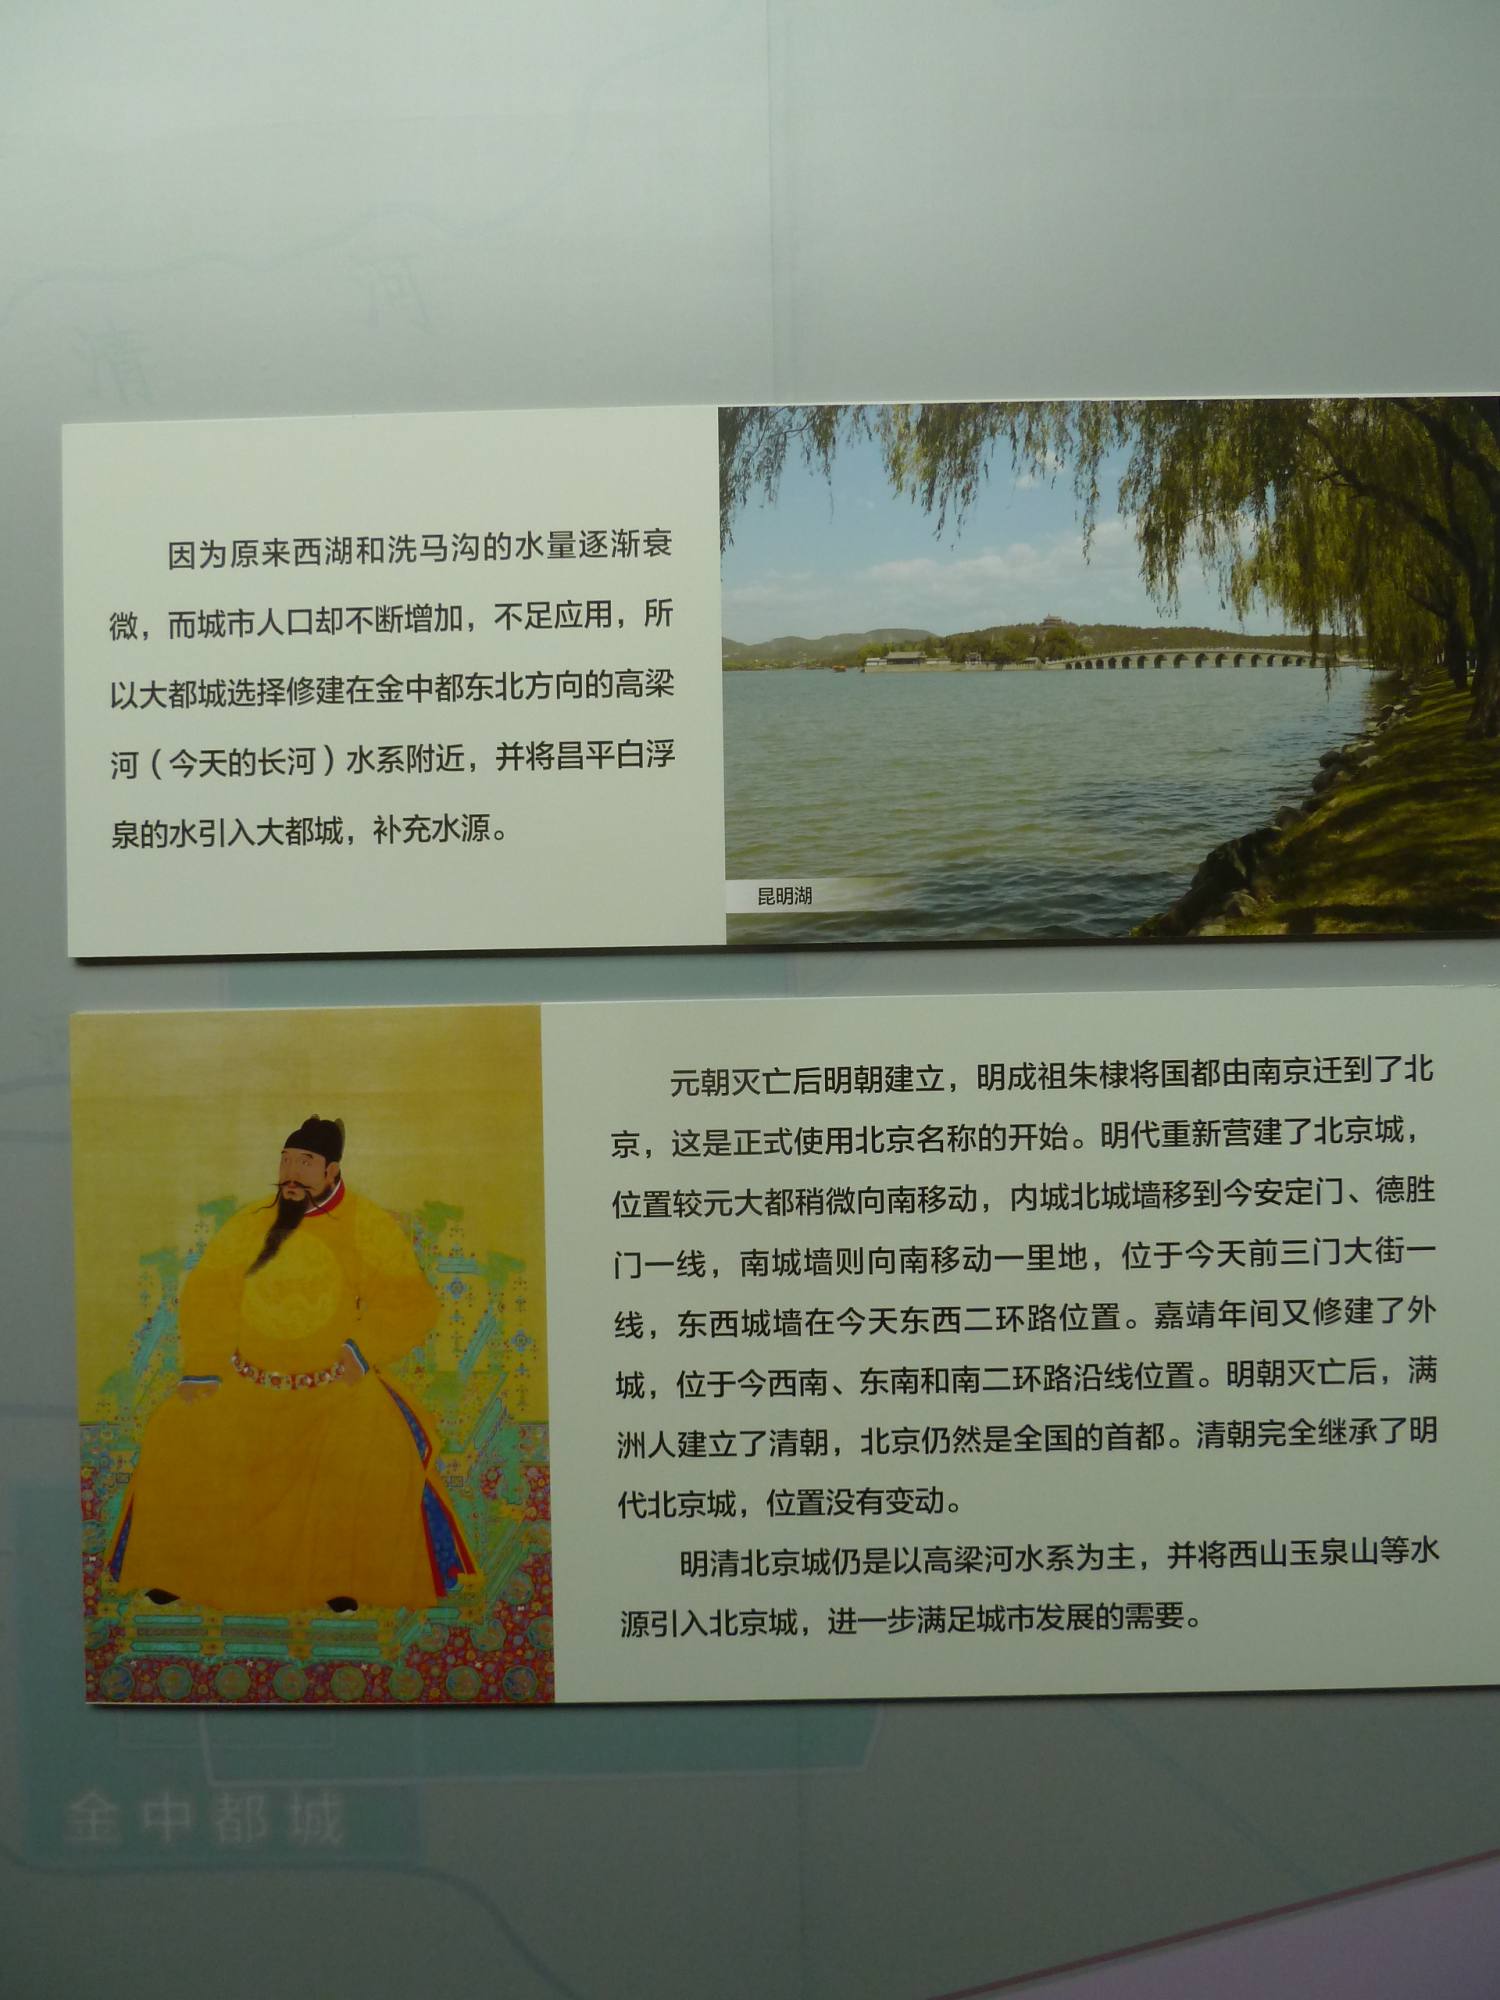 因为原来西湖和洗马沟的水量逐渐衰
微，而城市人口却不断增加，不足应用，所
以大都城选择修建在金中都东北方向的高梁
河（今天的长河）水系附近，并将昌平白浮
泉的水引入大都城，补充水源。
昆明湖
元朝灭亡后明朝建立，明成祖朱棣将国都由南京迁到了北
京，这是正式使用北京名称的开始。明代重新营建了北京城，
位置较元大都稍微向南移动，内城北城墙移到今安定门、德胜
门一线，南城墙则向南移动一里地，位于今天前三门大街一
线，东西城墙在今天东西二环路位置。嘉靖年间又修建了外
城，位于今西南、东南和南二环路沿线位置。明朝灭亡后，满
洲人建立了清朝，北京仍然是全国的首都。清朝完全继承了明
代北京城，位置没有变动。
明清北京城仍是以高梁河水系为主，并将西山玉泉山等水
源引入北京城，进一步满足城市发展的需要。
金中都城